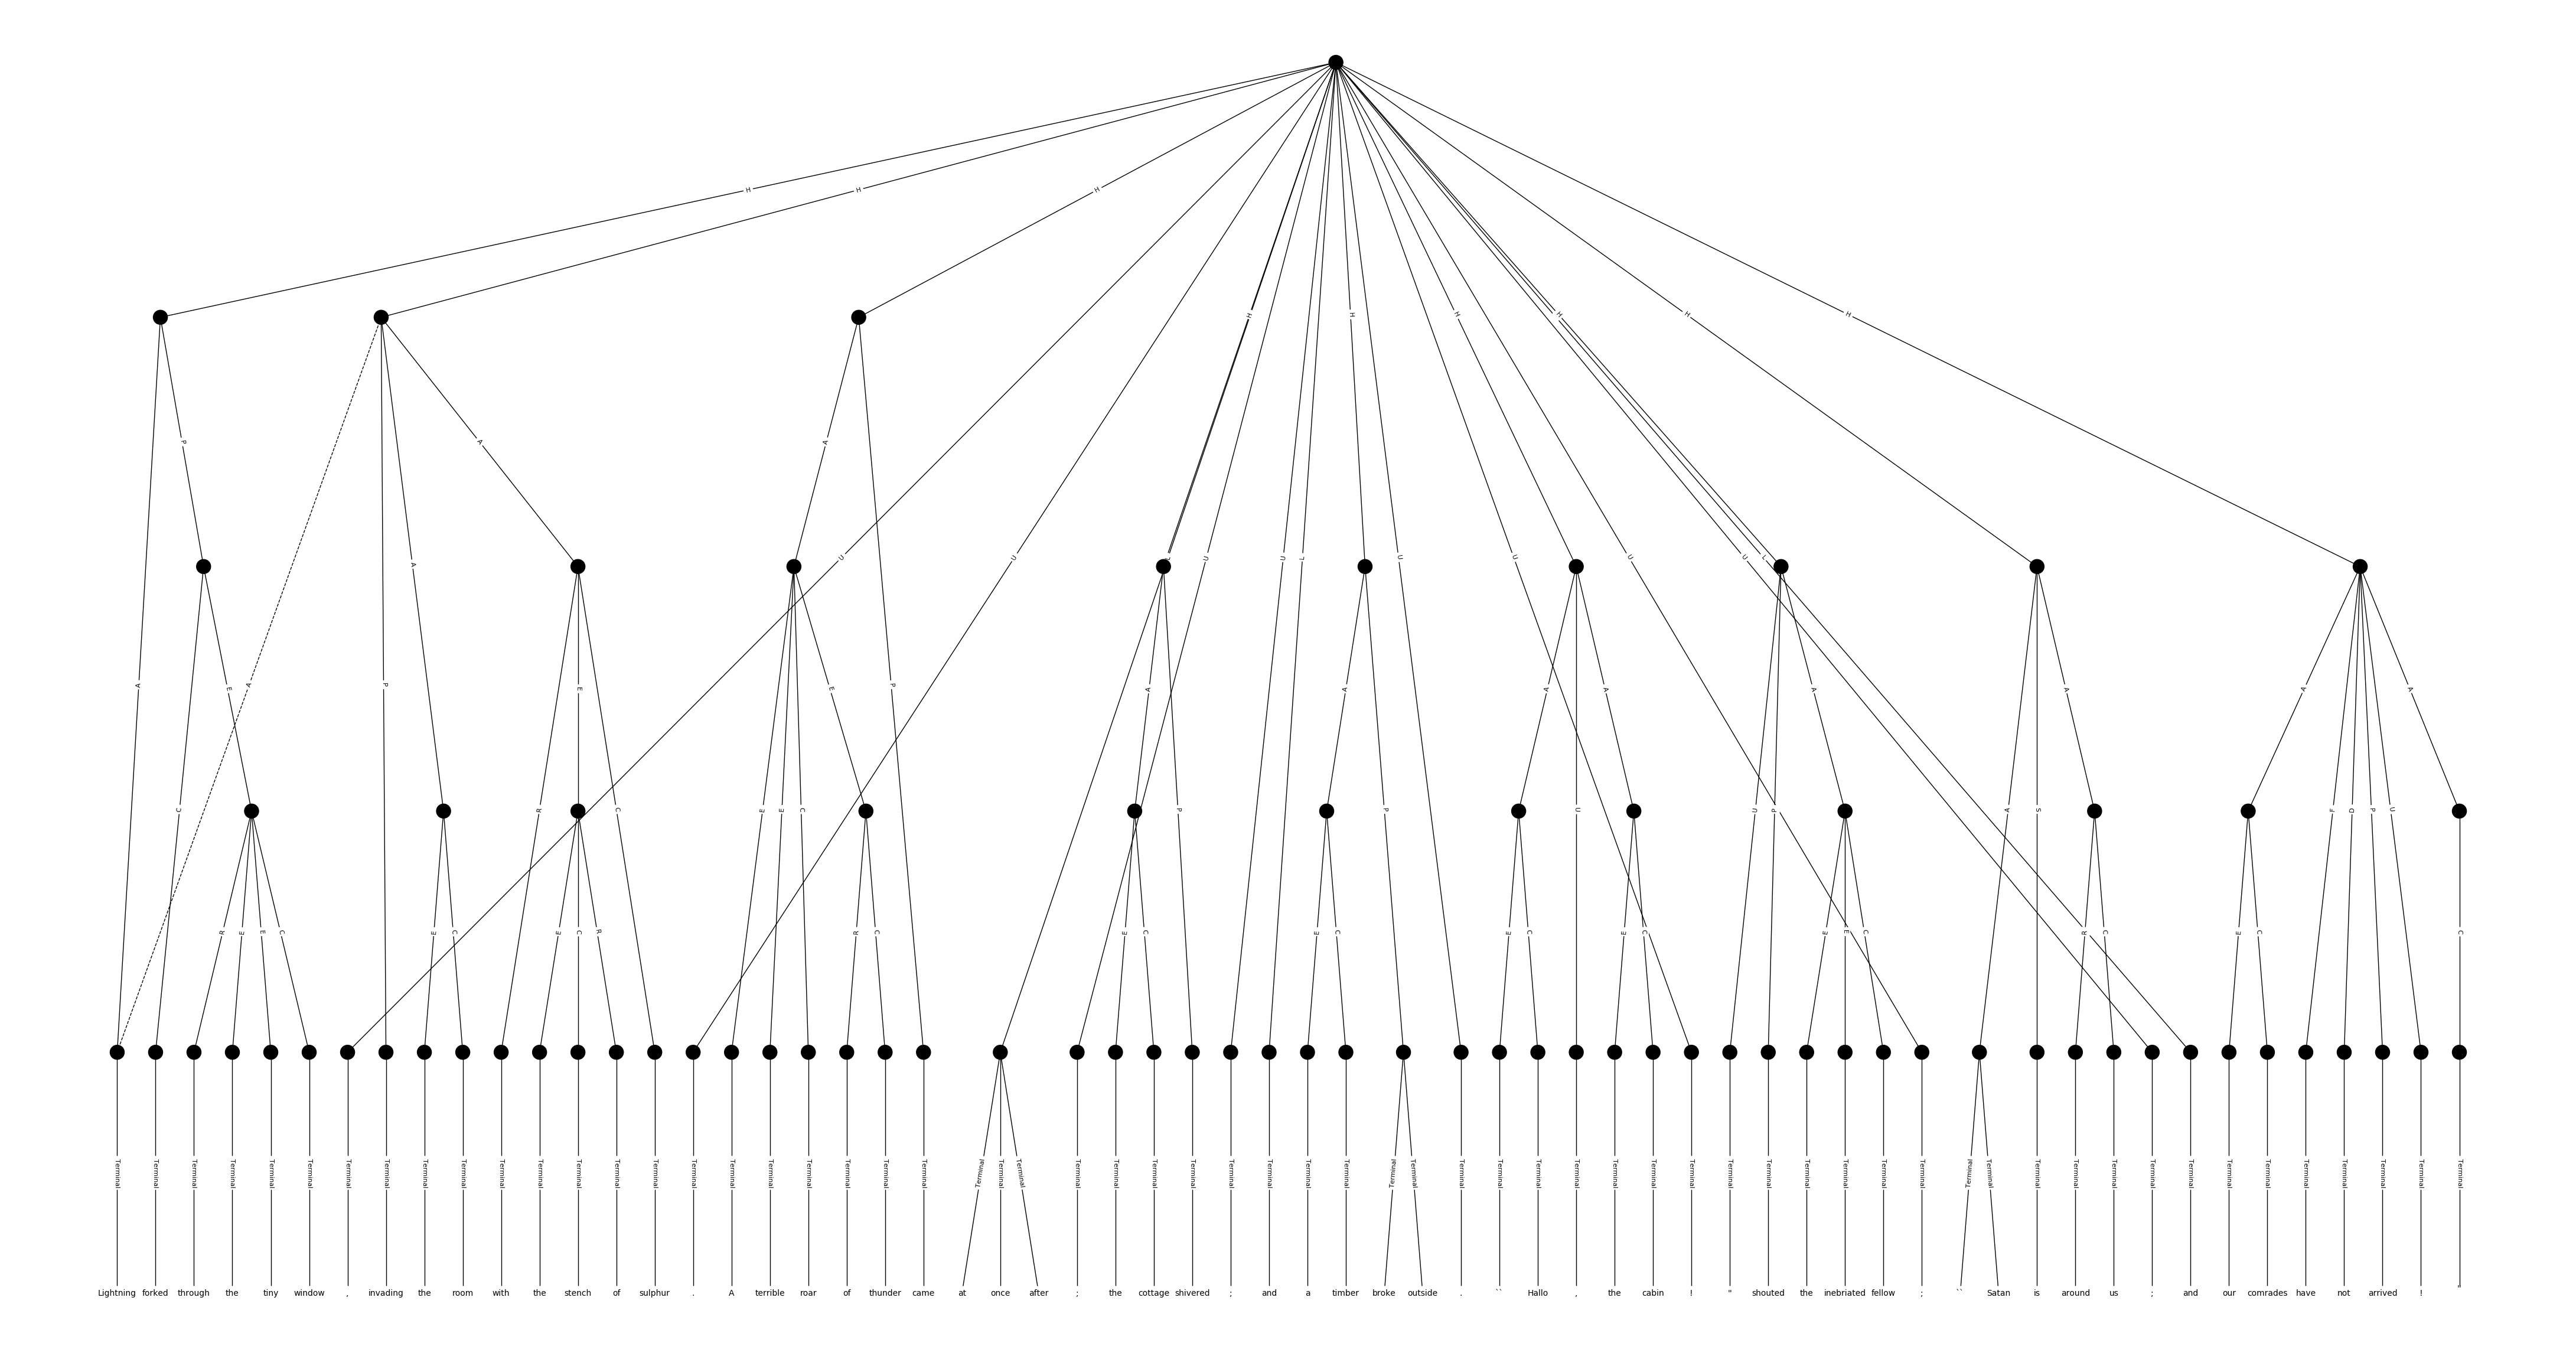 H H H H H H H H H H
P A A A L U U U L U U U U L
A P A E A E P A A A A A A A A
C R E C E E C P P U U P A S F D P U
R E E C E C E C R R C E C E C E C E C E E C R C E C C
Terminal Terminal Terminal Terminal Terminal Terminal Terminal Terminal Terminal Terminal Terminal Terminal Terminal Terminal Terminal Terminal Terminal Terminal Terminal Terminal Terminal Terminal Terminal Terminal Terminal Terminal Terminal Terminal Terminal Terminal Terminal Terminal Terminal Terminal Terminal Terminal Terminal Terminal Terminal Terminal Terminal Terminal Terminal Terminal Terminal Terminal Terminal Terminal Terminal Terminal Terminal Terminal Terminal Terminal Terminal Terminal Terminal Terminal Terminal Terminal Terminal Terminal
Lightning forked through the tiny window , invading the room with the stench of sulphur . A terrible roar of thunder came at once after ; the cottage shivered ; and a timber broke outside . `` Hallo , the cabin ! " shouted the inebriated fellow ; `` Satan is around us ; and our comrades have not arrived ! "